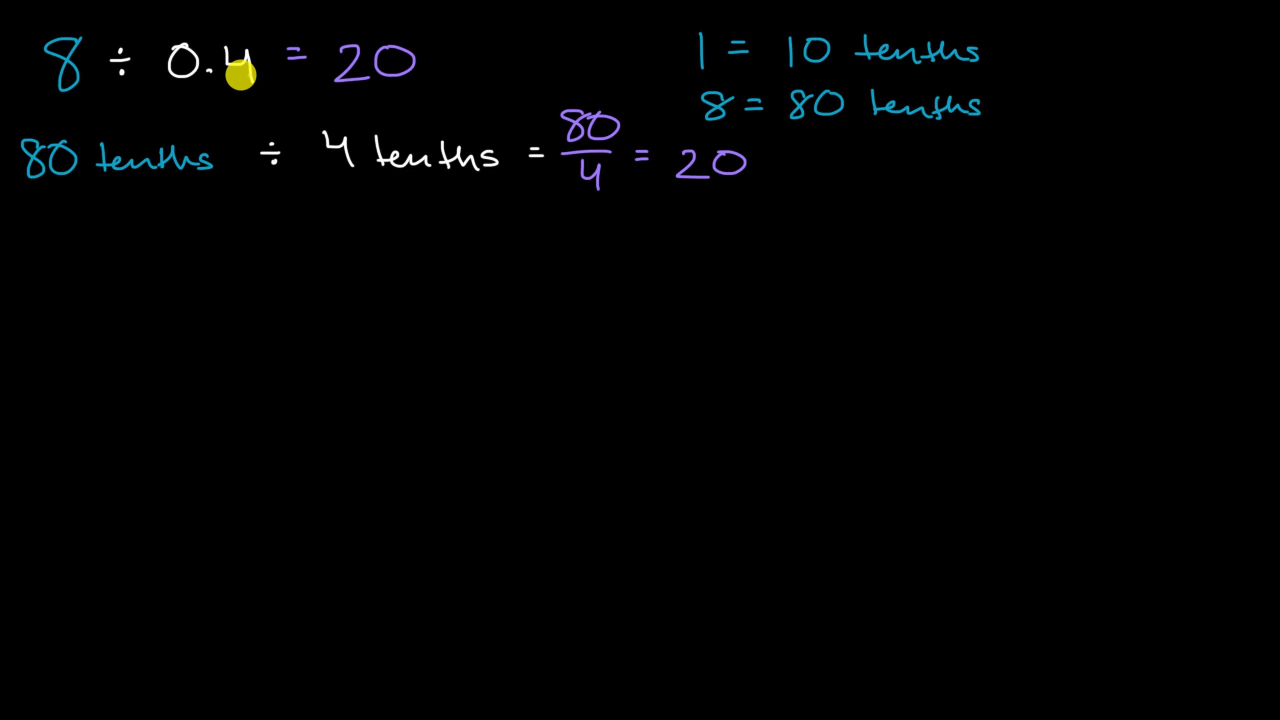 8 ÷ 0.4 = 20
1 = 10 tenths
8 = 80 tenths
80 tenths ÷ 4 tenths = 80/4 = 20